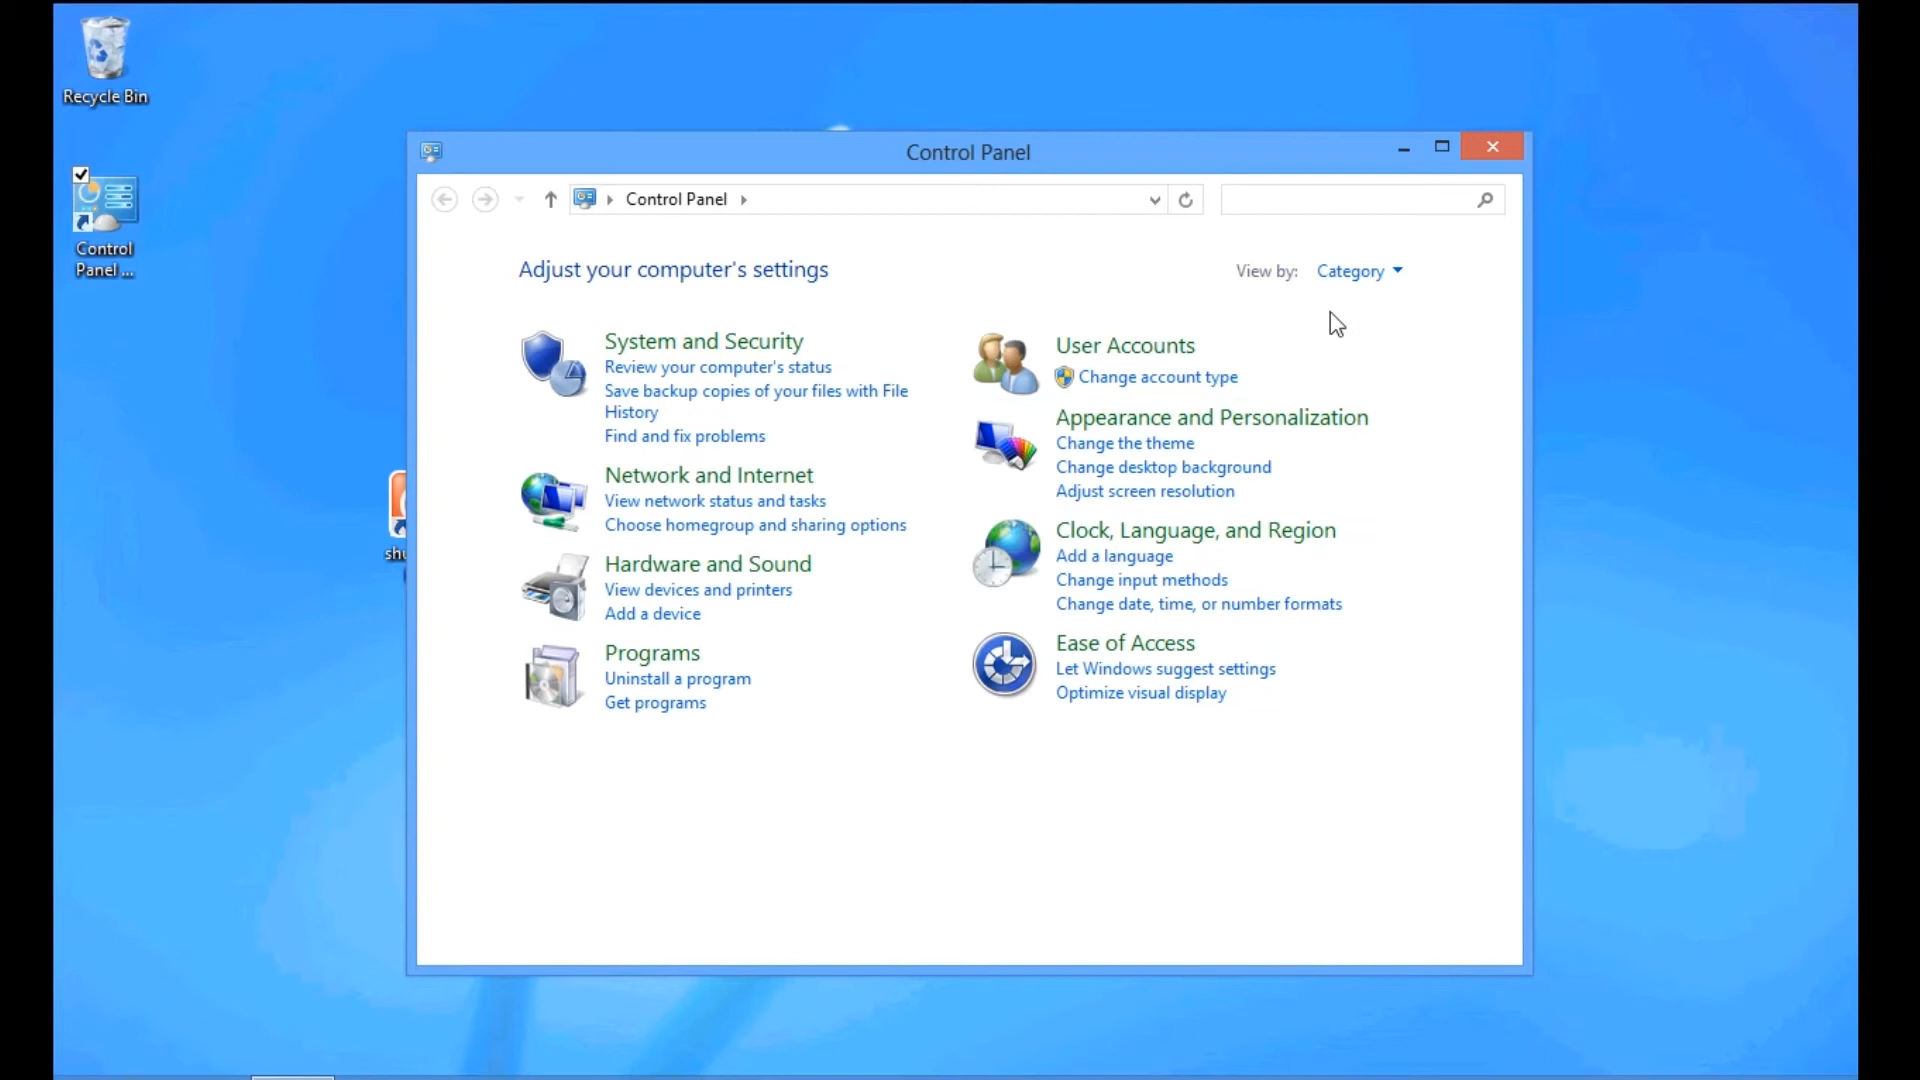 Recycle Bin
Control
Panel ...
shu
Control Panel
Control Panel
Adjust your computer's settings
View by: Category
System and Security
Review your computer's status
Save backup copies of your files with File
History
Find and fix problems
Network and Internet
View network status and tasks
Choose homegroup and sharing options
Hardware and Sound
View devices and printers
Add a device
Programs
Uninstall a program
Get programs
User Accounts
Change account type
Appearance and Personalization
Change the theme
Change desktop background
Adjust screen resolution
Clock, Language, and Region
Add a language
Change input methods
Change date, time, or number formats
Ease of Access
Let Windows suggest settings
Optimize visual display